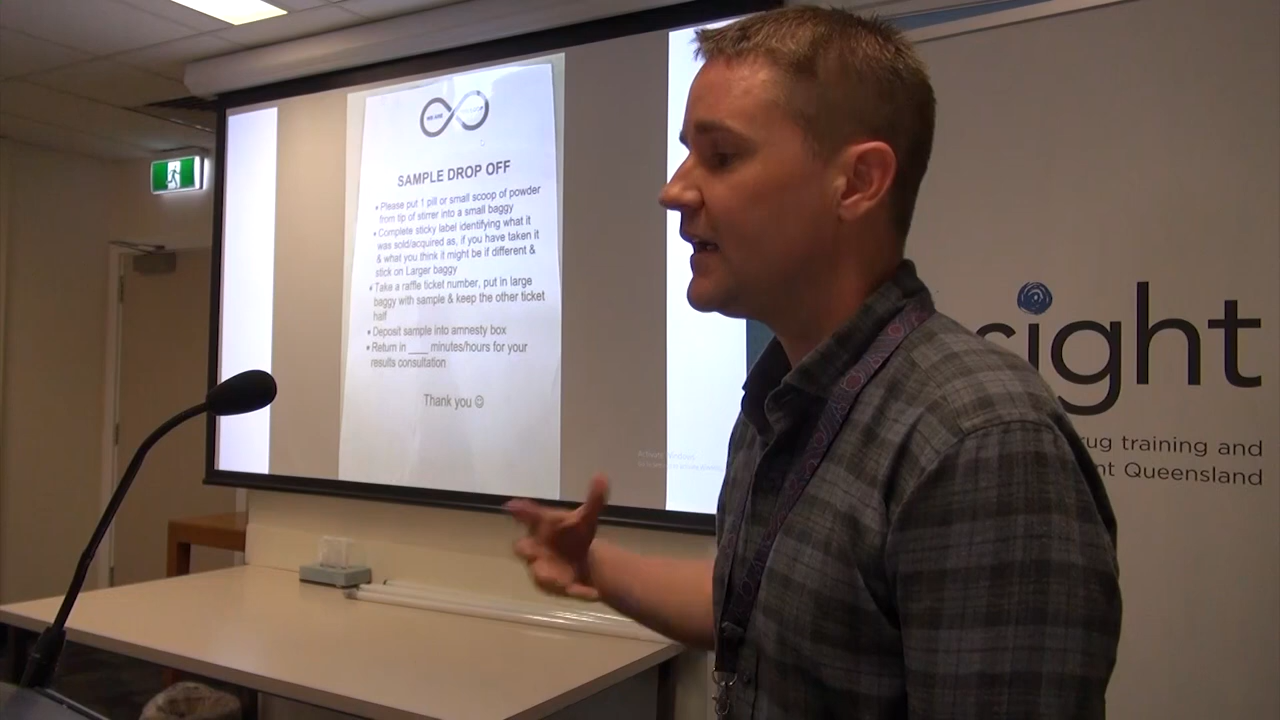 SAMPLE DROP OFF
• Please put 1 pill or small scoop of powder
from tip of stirrer into a small baggy
• Complete sticky label identifying what it
was sold/acquired as, if you have taken it
& what you think it might be if different &
stick on Larger baggy
• Take a raffle ticket number, put in large
baggy with sample & keep the other ticket
half
• Deposit sample into amnesty box
• Return in ____ minutes/hours for your
results consultation
Thank you ☺
Activate Windows
sight
rug training and
nt Queensland